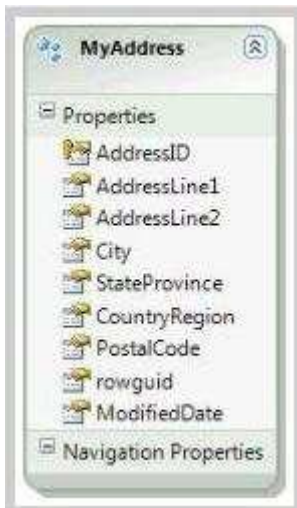 MyAddress
Properties
AddressID
AddressLine1
AddressLine2
City
StateProvince
CountryRegion
PostalCode
rowguid
ModifiedDate
Navigation Properties